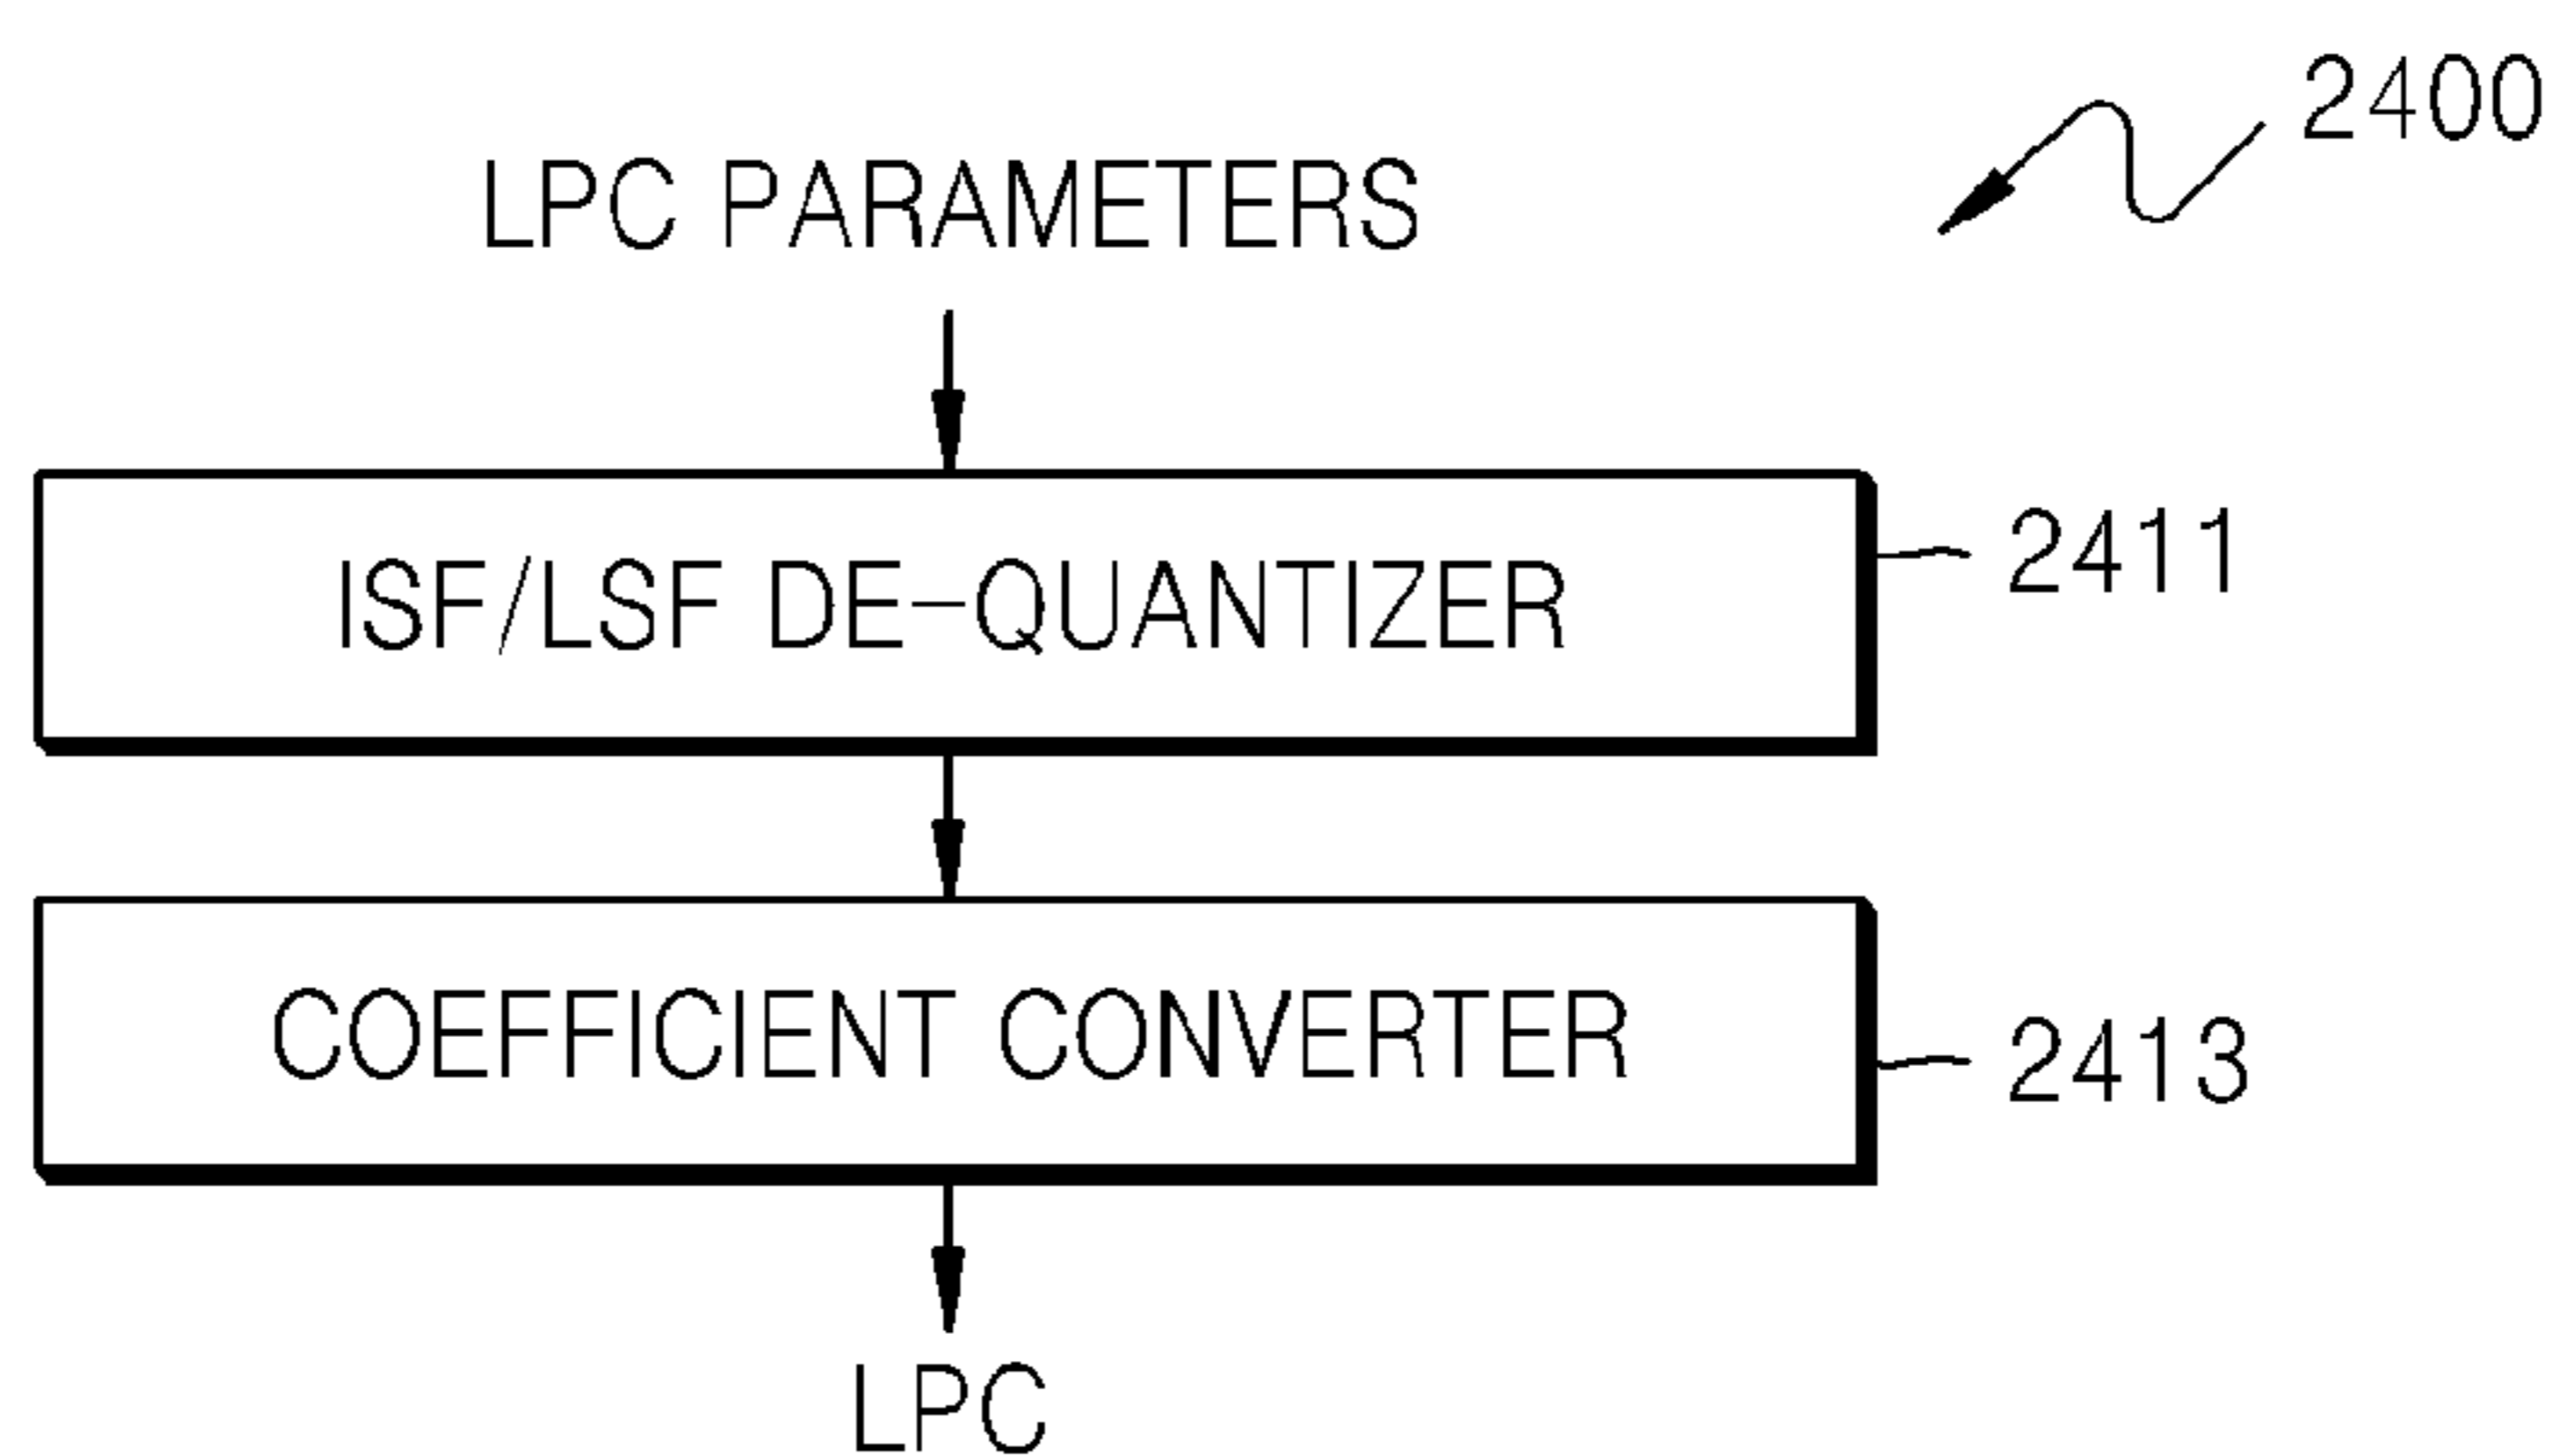 2400
LPC PARAMETERS
ISF/LSF DE-QUANTIZER
2411
COEFFICIENT CONVERTER
2413
LPC